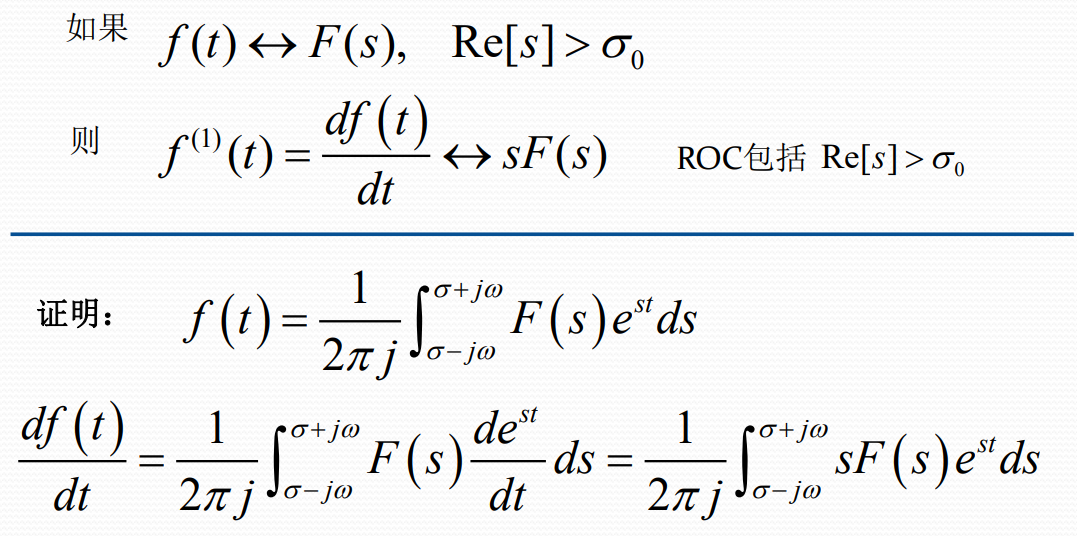 如果 f(t) ↔ F(s), Re[s] > σ₀
则 f⁽¹⁾(t) = df(t)/dt ↔ sF(s) ROC包括 Re[s] > σ₀
证明: f(t) = 1/(2πj) ∫_{σ−jω}^{σ+jω} F(s)e^{st}ds
df(t)/dt = 1/(2πj) ∫_{σ−jω}^{σ+jω} F(s) de^{st}/dt ds = 1/(2πj) ∫_{σ−jω}^{σ+jω} sF(s)e^{st}ds